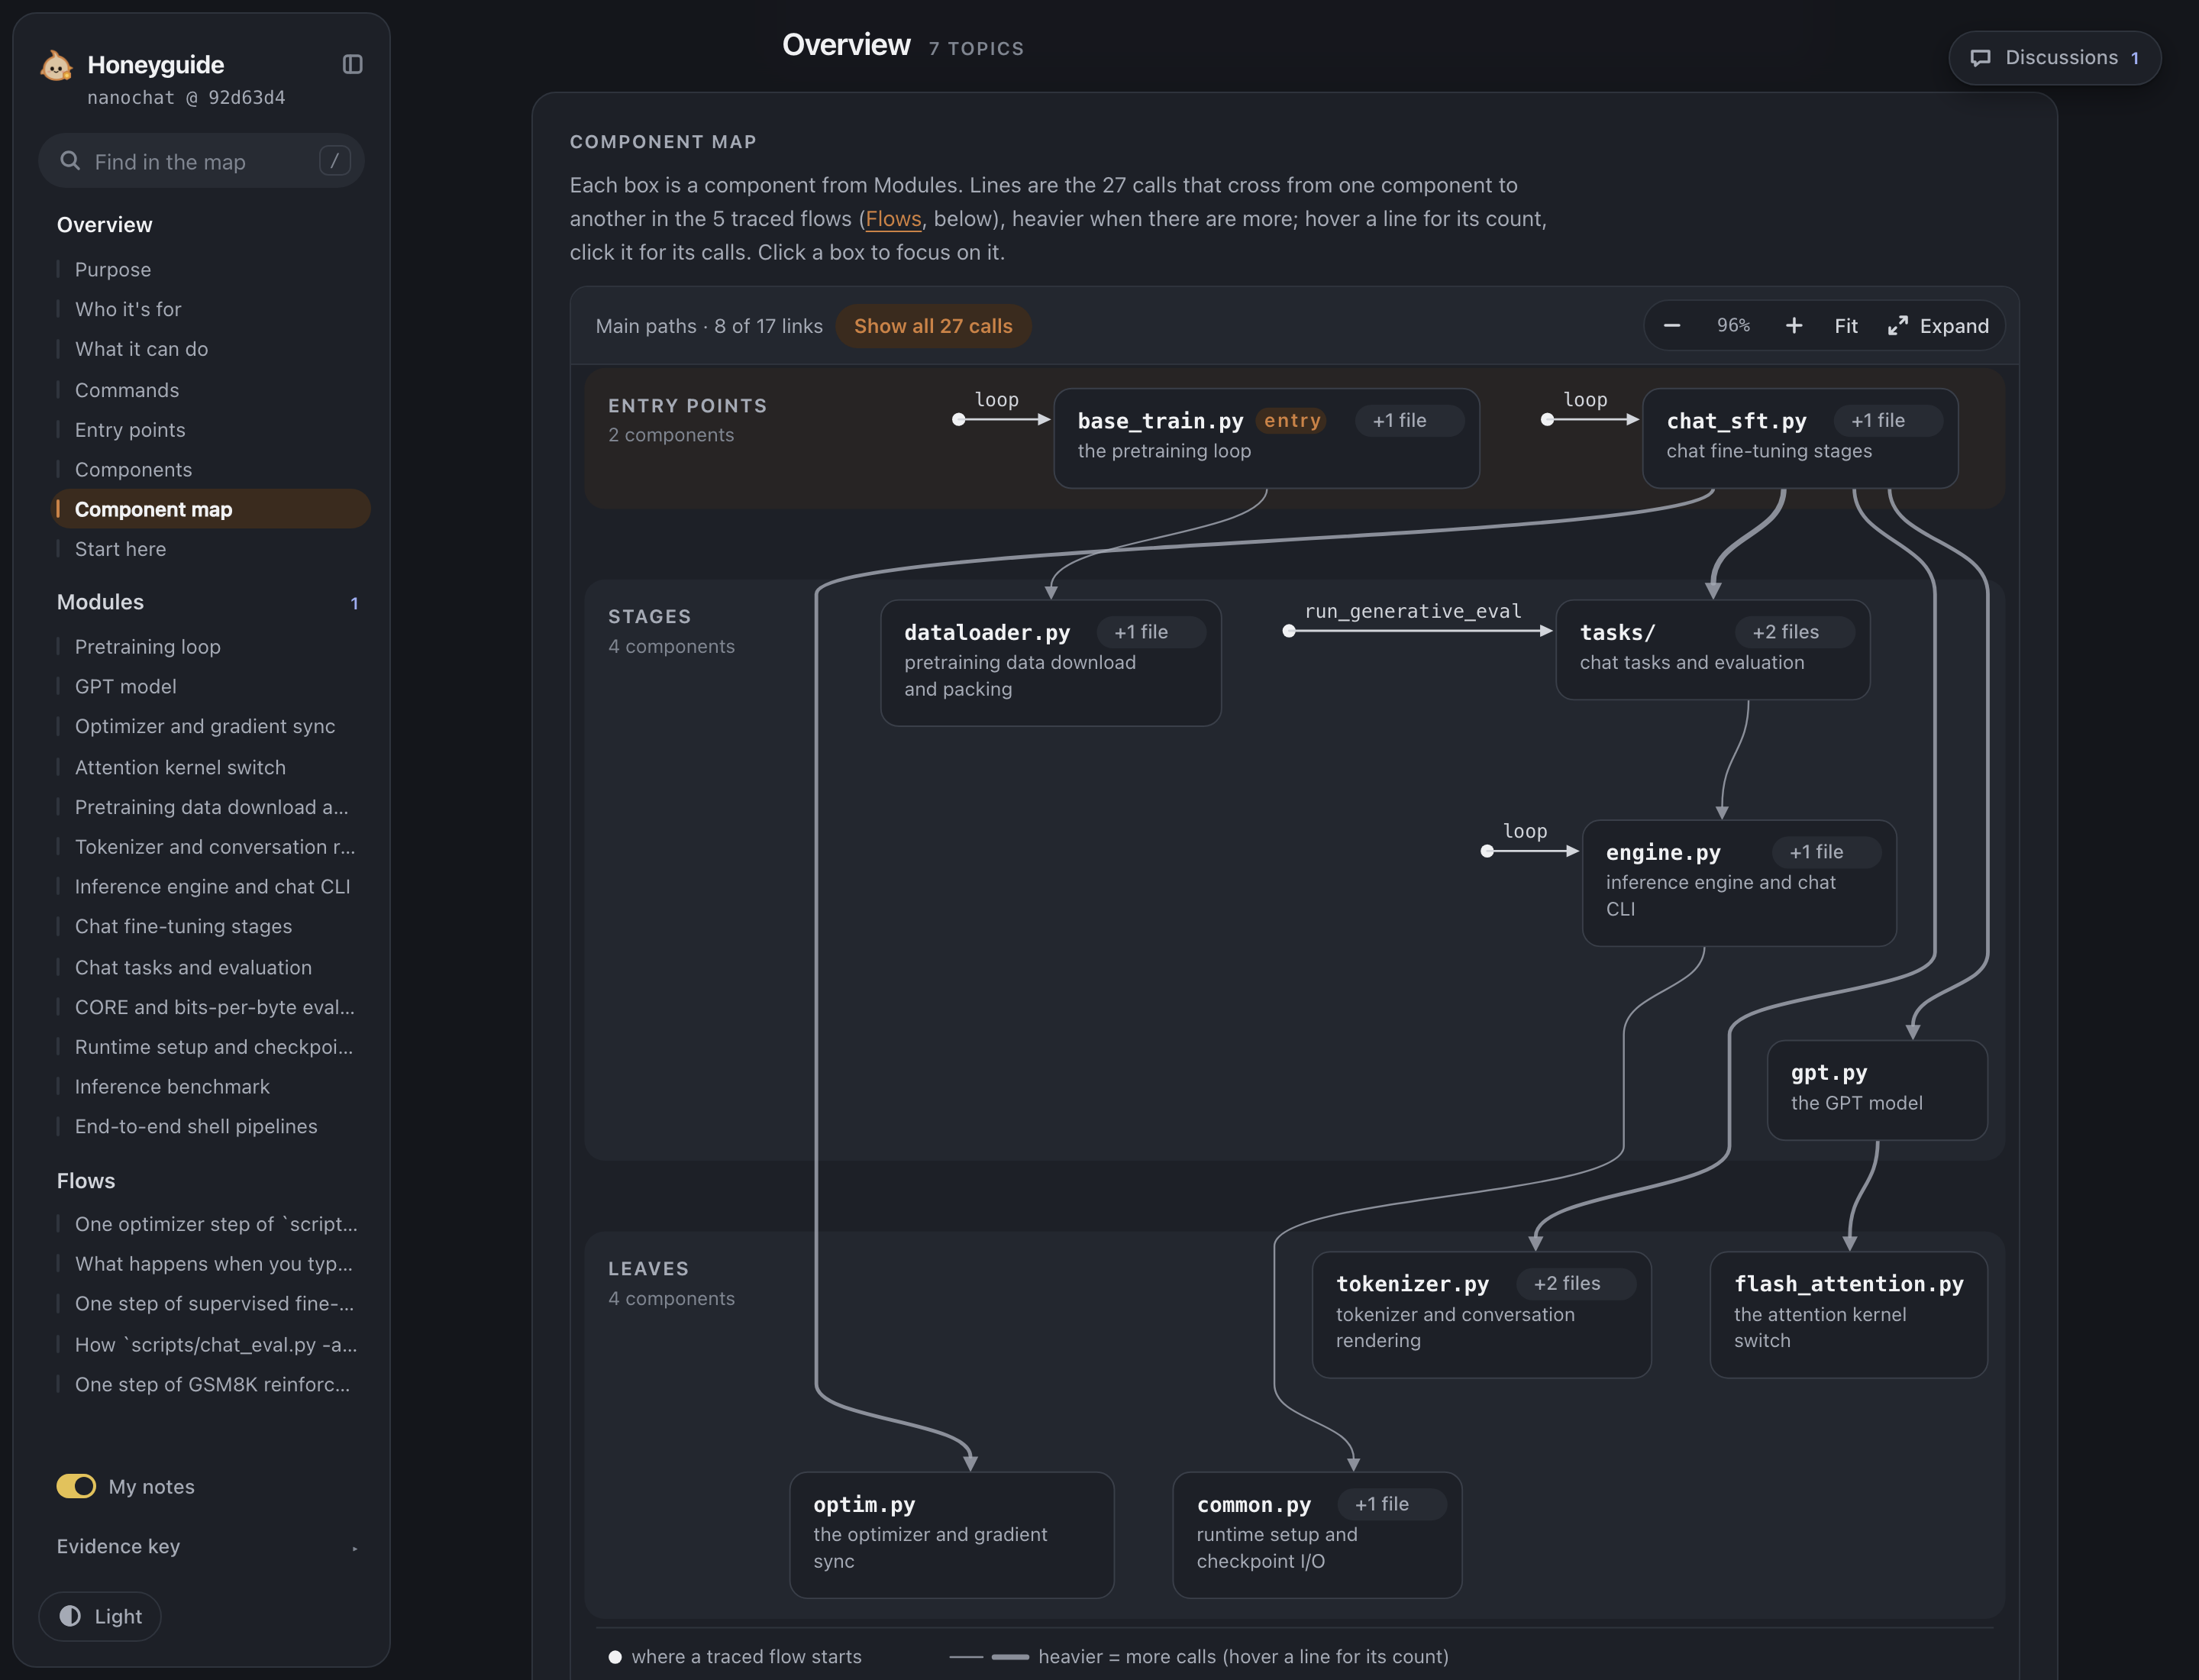 Honeyguide
nanochat @ 92d63d4
Find in the map
/
Overview
Purpose
Who it's for
What it can do
Commands
Entry points
Components
Component map
Start here
Modules 1
Pretraining loop
GPT model
Optimizer and gradient sync
Attention kernel switch
Pretraining data download a...
Tokenizer and conversation r...
Inference engine and chat CLI
Chat fine-tuning stages
Chat tasks and evaluation
CORE and bits-per-byte eval...
Runtime setup and checkpoi...
Inference benchmark
End-to-end shell pipelines
Flows
One optimizer step of `script...
What happens when you typ...
One step of supervised fine-...
How `scripts/chat_eval.py -a...
One step of GSM8K reinforc...
My notes
Evidence key
Light
Overview 7 TOPICS
Discussions 1
COMPONENT MAP
Each box is a component from Modules. Lines are the 27 calls that cross from one component to
another in the 5 traced flows (Flows, below), heavier when there are more; hover a line for its count,
click it for its calls. Click a box to focus on it.
Main paths · 8 of 17 links Show all 27 calls
− 96% + Fit Expand
ENTRY POINTS
2 components
loop
base_train.py entry +1 file
the pretraining loop
loop
chat_sft.py +1 file
chat fine-tuning stages
STAGES
4 components
dataloader.py +1 file
pretraining data download
and packing
run_generative_eval
tasks/ +2 files
chat tasks and evaluation
loop
engine.py +1 file
inference engine and chat
CLI
gpt.py
the GPT model
LEAVES
4 components
tokenizer.py +2 files
tokenizer and conversation
rendering
flash_attention.py
the attention kernel
switch
optim.py
the optimizer and gradient
sync
common.py +1 file
runtime setup and
checkpoint I/O
where a traced flow starts
heavier = more calls (hover a line for its count)